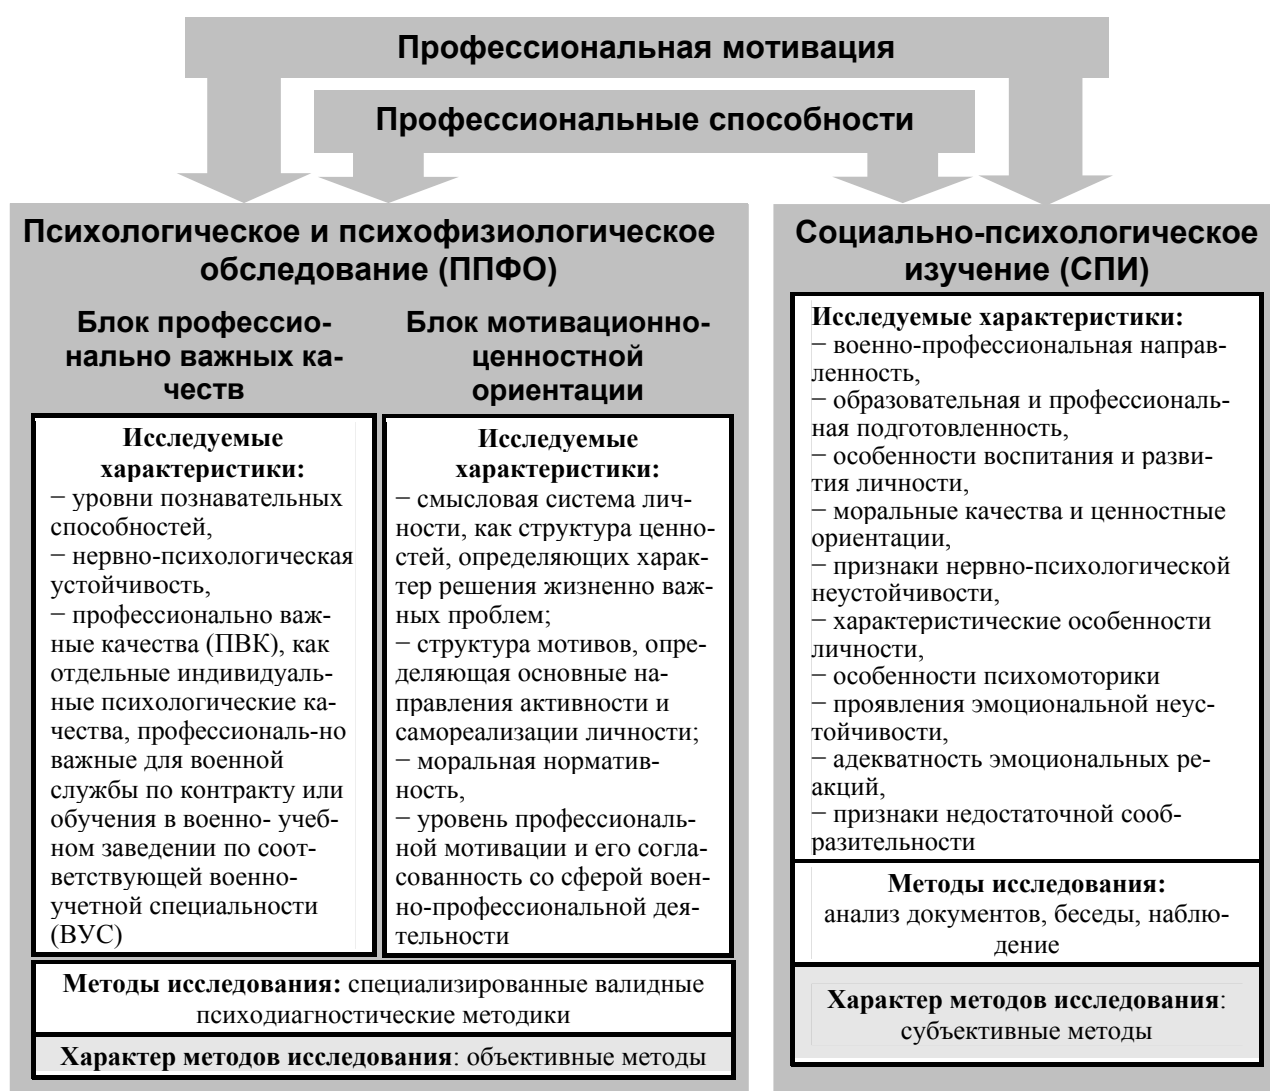 Профессиональная мотивация
Профессиональные способности
Психологическое и психофизиологическое
обследование (ППФО)
Блок профессио-
нально важных ка-
честв
Исследуемые
характеристики:
− уровни познавательных
способностей,
− нервно-психологическая
устойчивость,
− профессионально важ-
ные качества (ПВК), как
отдельные индивидуаль-
ные психологические ка-
чества, профессиональ-но
важные для военной
службы по контракту или
обучения в военно- учеб-
ном заведении по соот-
ветствующей военно-
учетной специальности
(ВУС)
Блок мотивационно-
ценностной
ориентации
Исследуемые
характеристики:
− смысловая система лич-
ности, как структура ценно-
стей, определяющих харак-
тер решения жизненно важ-
ных проблем;
− структура мотивов, опре-
деляющая основные на-
правления активности и
самореализации личности;
− моральная норматив-
ность,
− уровень профессиональ-
ной мотивации и его согла-
сованность со сферой воен-
но-профессиональной дея-
тельности
Методы исследования: специализированные валидные
психодиагностические методики
Характер методов исследования: объективные методы
Социально-психологическое
изучение (СПИ)
Исследуемые характеристики:
− военно-профессиональная направ-
ленность,
− образовательная и профессиональ-
ная подготовленность,
− особенности воспитания и разви-
тия личности,
− моральные качества и ценностные
ориентации,
− признаки нервно-психологической
неустойчивости,
− характеристические особенности
личности,
− особенности психомоторики
− проявления эмоциональной неус-
тойчивости,
− адекватность эмоциональных ре-
акций,
− признаки недостаточной сооб-
разительности
Методы исследования:
анализ документов, беседы, наблю-
дение
Характер методов исследования:
субъективные методы